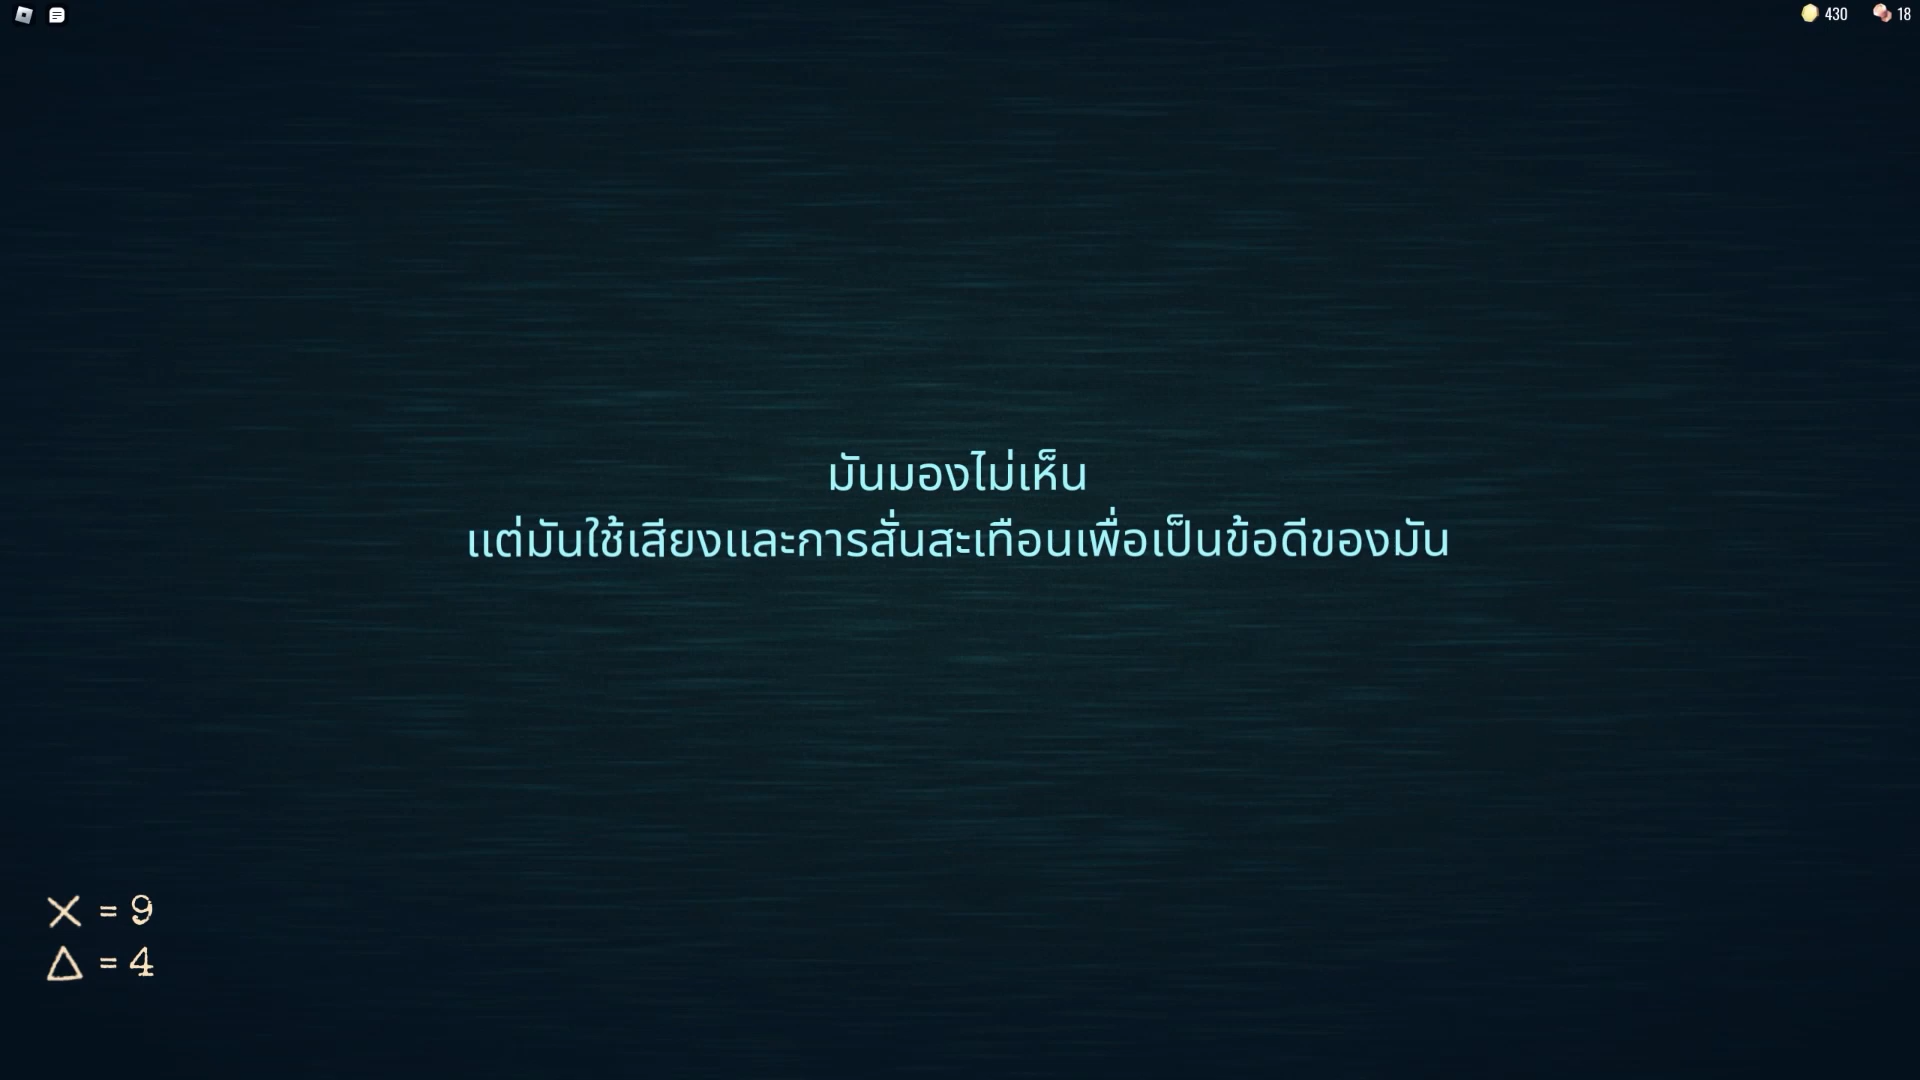 430
18
มันมองไม่เห็น
แต่มันใช้เสียงและการสั่นสะเทือนเพื่อเป็นข้อดีของมัน
X = 9
△ = 4